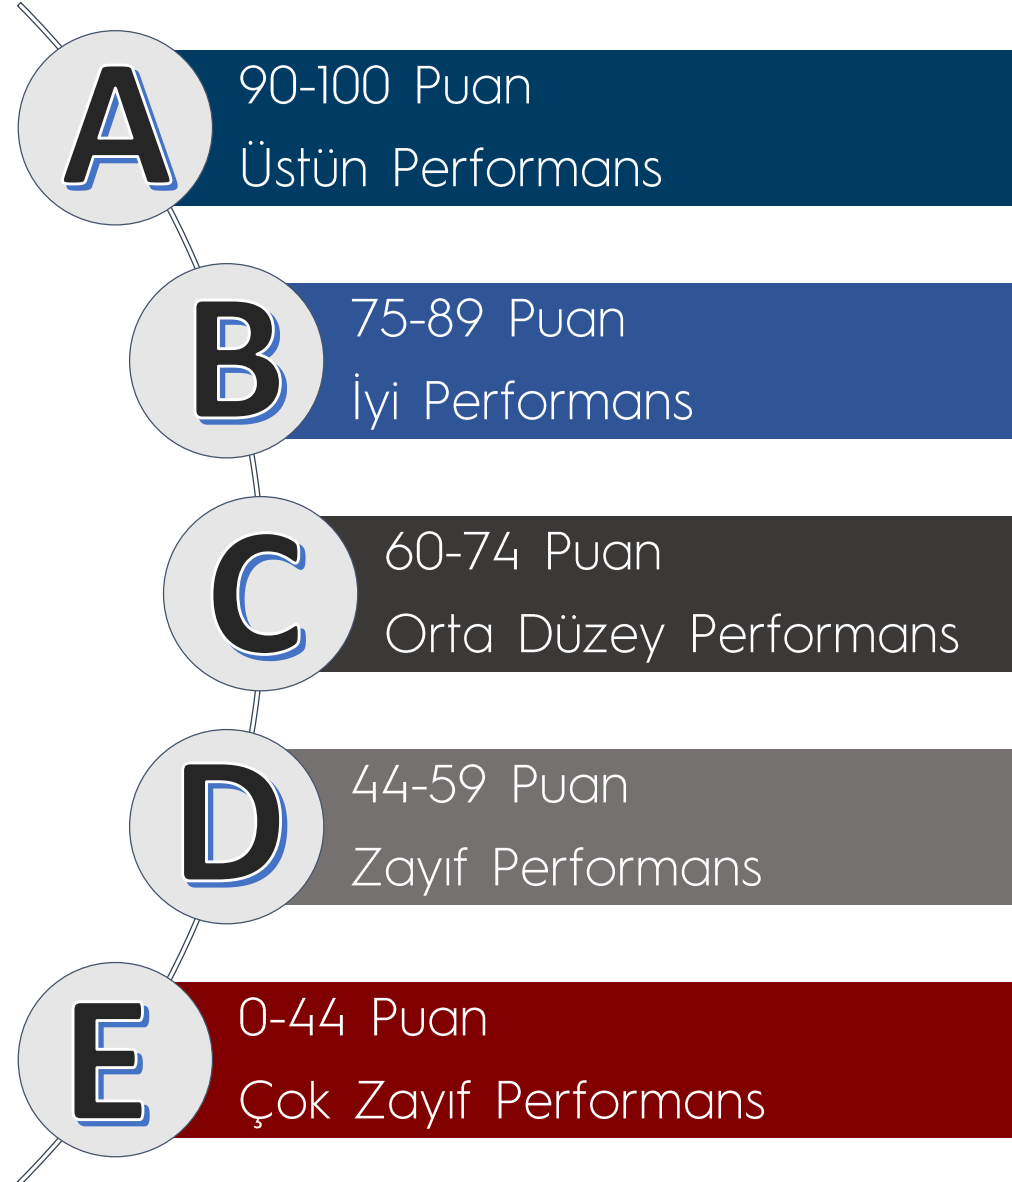 A
90-100 Puan
Üstün Performans
B
75-89 Puan
İyi Performans
C
60-74 Puan
Orta Düzey Performans
D
44-59 Puan
Zayıf Performans
E
0-44 Puan
Çok Zayıf Performans